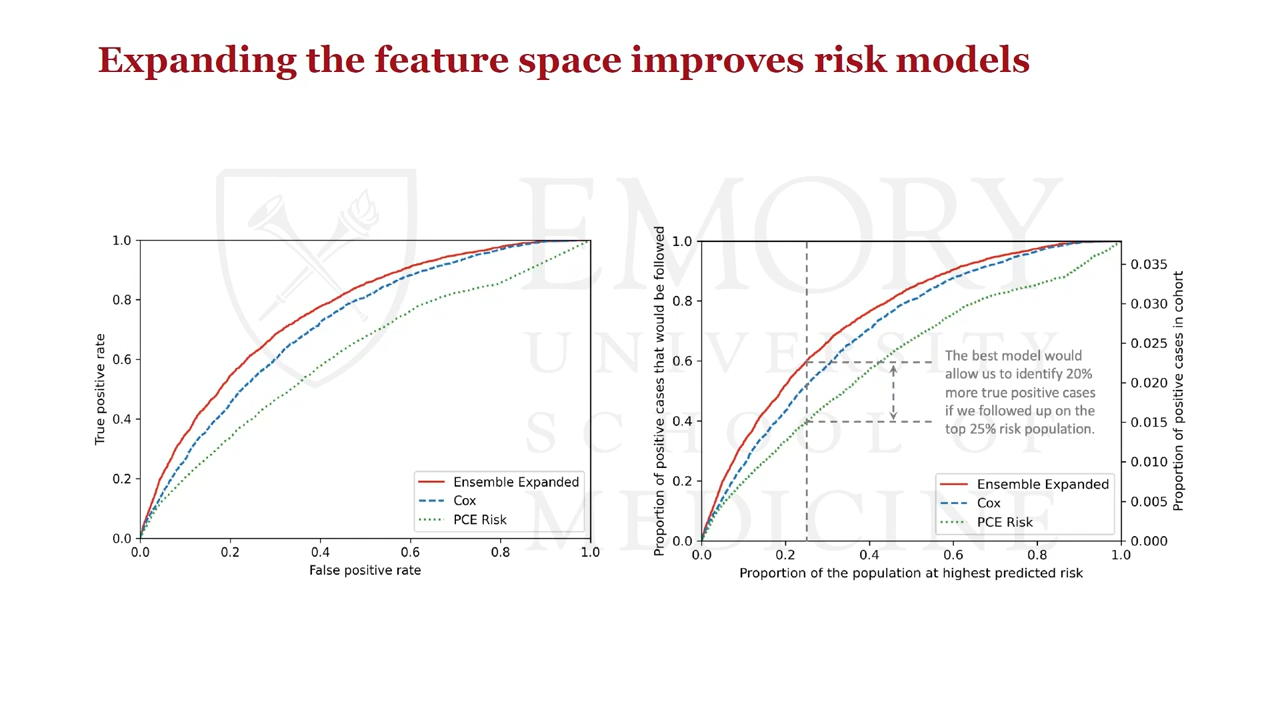 Expanding the feature space improves risk models
EMORY
UNIVERSITY
SCHOOL OF
MEDICINE
1.0
0.8
0.6
0.4
0.2
0.0
True positive rate
0.0 0.2 0.4 0.6 0.8 1.0
False positive rate
Ensemble Expanded
Cox
PCE Risk
Proportion of positive cases that would be followed
1.0
0.8
0.6
0.4
0.2
0.0
The best model would
allow us to identify 20%
more true positive cases
if we followed up on the
top 25% risk population.
Ensemble Expanded
Cox
PCE Risk
0.035
0.030
0.025
0.020
0.015
0.010
0.005
0.000
Proportion of positive cases in cohort
0.0 0.2 0.4 0.6 0.8 1.0
Proportion of the population at highest predicted risk